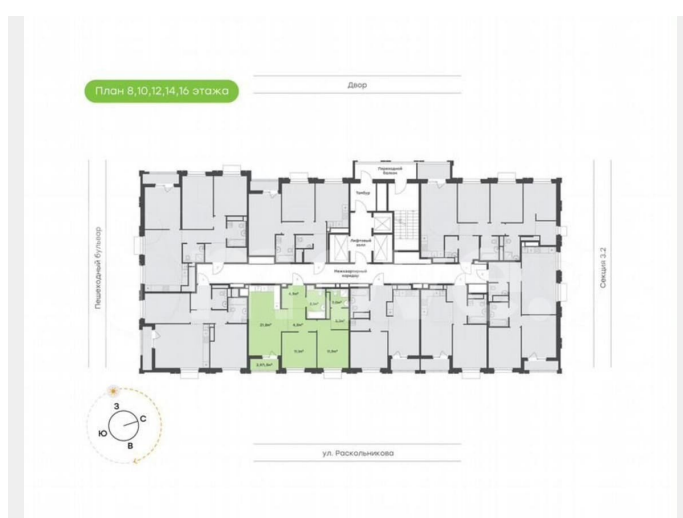 Двор
План 8,10,12,14,16 этажа
Переходной
балкон
Тамбур
Лифтовый
холл
Межквартирный
коридор
Пешеходный бульвар
Секция 3.2
З
С
Ю
В
ул. Раскольникова